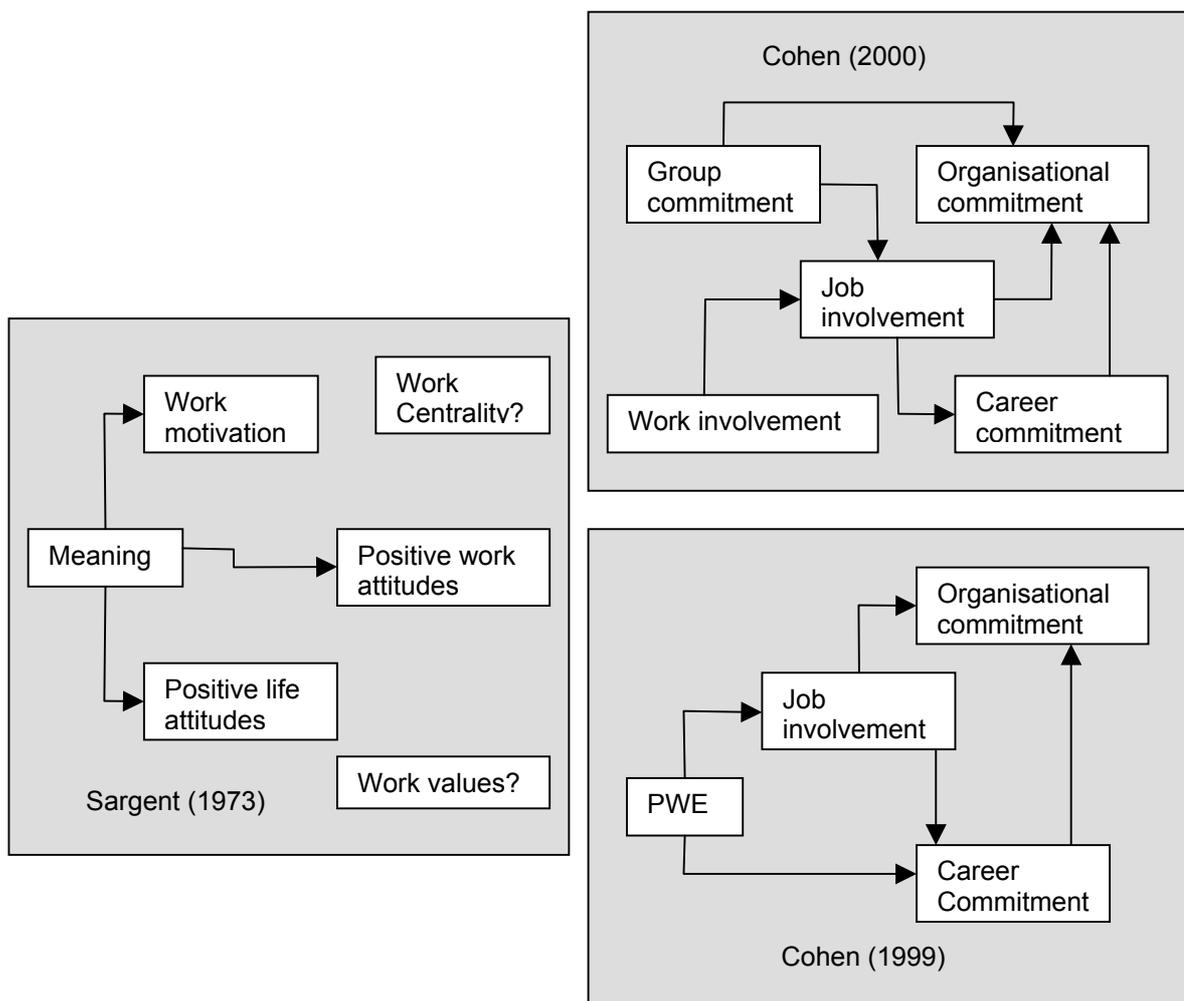 Cohen (2000)
Group
commitment
Organisational
commitment
Job
involvement
Work involvement
Career
commitment
Work
motivation
Work
Centrality?
Meaning
Positive work
attitudes
Positive life
attitudes
Work values?
Sargent (1973)
Organisational
commitment
Job
involvement
PWE
Career
Commitment
Cohen (1999)